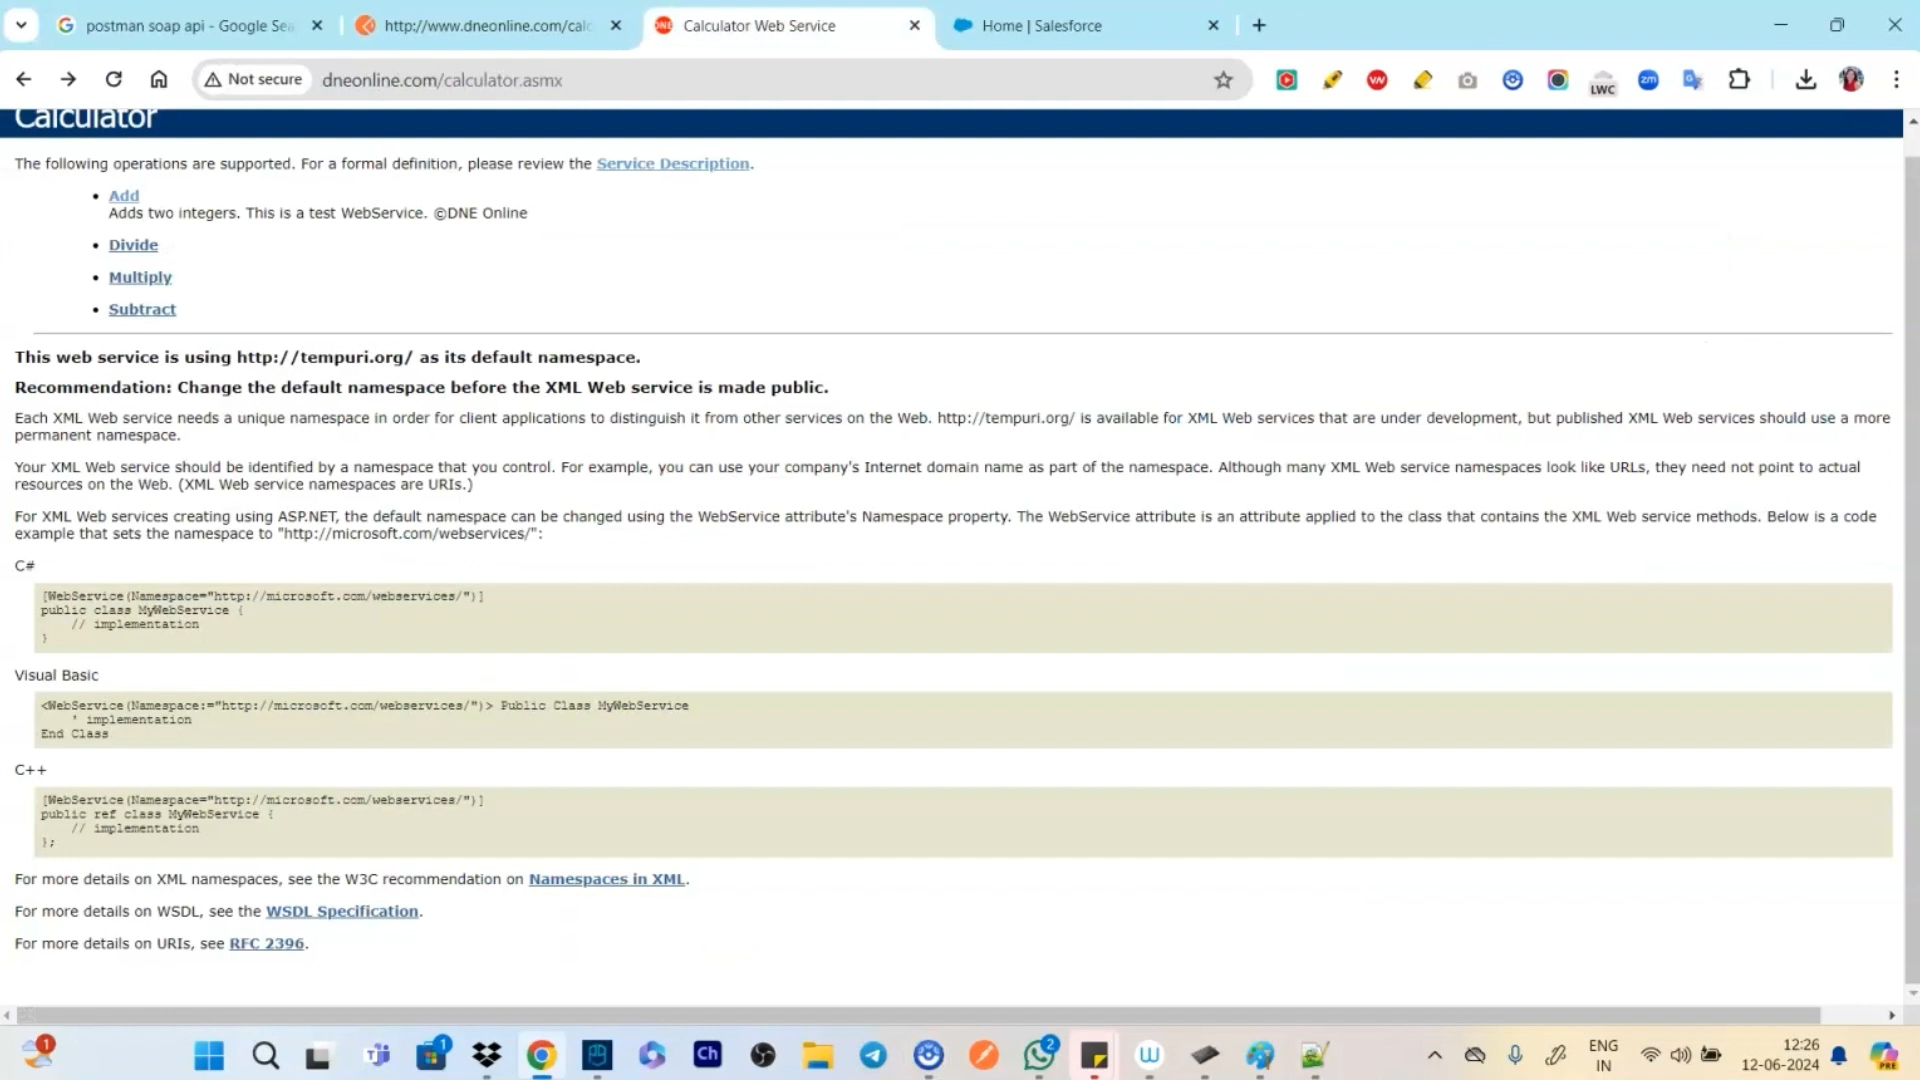 postman soap api - Google Sea
http://www.dneonline.com/calc
DNE
Calculator Web Service
Home | Salesforce
Not secure
dneonline.com/calculator.asmx
LWC
zm
Calculator
The following operations are supported. For a formal definition, please review the Service Description.
• Add
Adds two integers. This is a test WebService. ©DNE Online
• Divide
• Multiply
• Subtract
This web service is using http://tempuri.org/ as its default namespace.
Recommendation: Change the default namespace before the XML Web service is made public.
Each XML Web service needs a unique namespace in order for client applications to distinguish it from other services on the Web. http://tempuri.org/ is available for XML Web services that are under development, but published XML Web services should use a more
permanent namespace.
Your XML Web service should be identified by a namespace that you control. For example, you can use your company's Internet domain name as part of the namespace. Although many XML Web service namespaces look like URLs, they need not point to actual
resources on the Web. (XML Web service namespaces are URIs.)
For XML Web services creating using ASP.NET, the default namespace can be changed using the WebService attribute's Namespace property. The WebService attribute is an attribute applied to the class that contains the XML Web service methods. Below is a code
example that sets the namespace to "http://microsoft.com/webservices/":
C#
[WebService(Namespace="http://microsoft.com/webservices/")]
public class MyWebService {
// implementation
}
Visual Basic
<WebService(Namespace:="http://microsoft.com/webservices/")> Public Class MyWebService
' implementation
End Class
C++
[WebService(Namespace="http://microsoft.com/webservices/")]
public ref class MyWebService {
// implementation
};
For more details on XML namespaces, see the W3C recommendation on Namespaces in XML.
For more details on WSDL, see the WSDL Specification.
For more details on URIs, see RFC 2396.
1
1
Ch
2
ENG
IN
12:26
12-06-2024
PRE